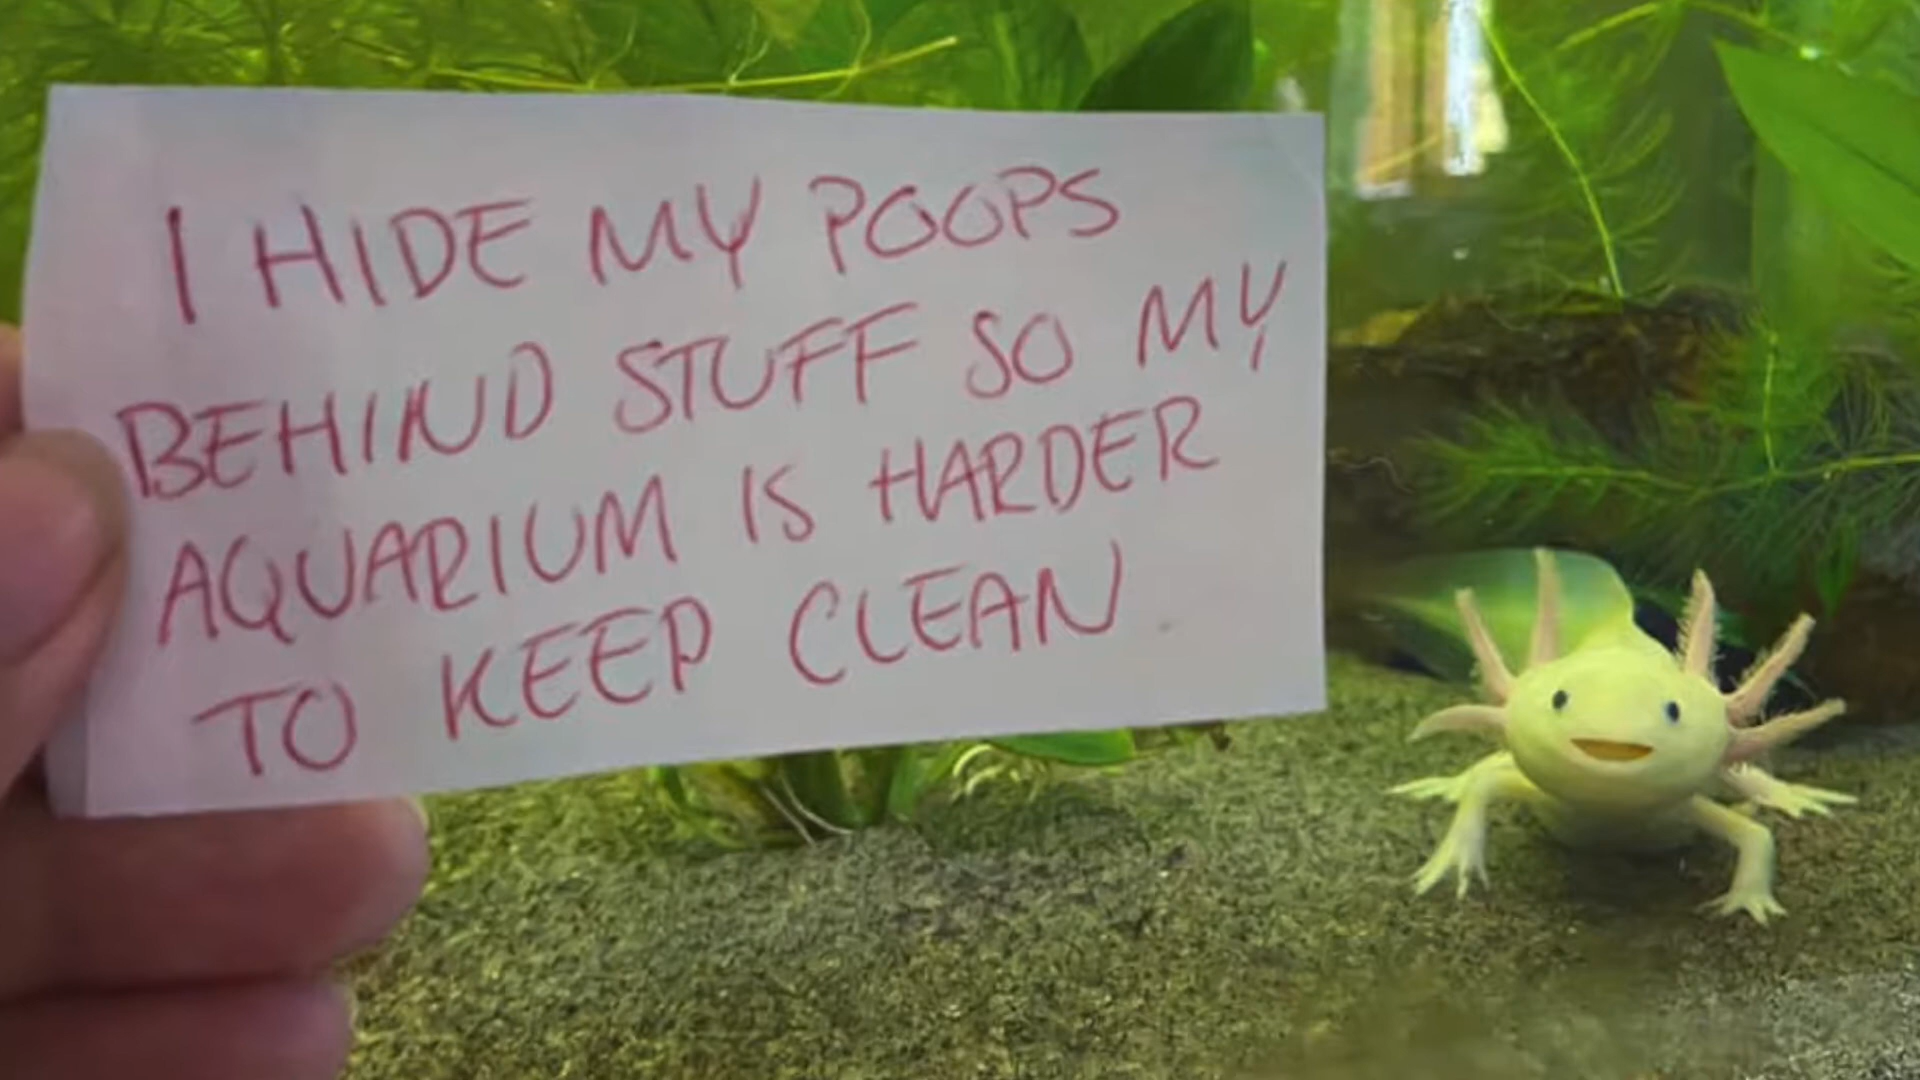 I HIDE MY POOPS
BEHIND STUFF SO MY
AQUARIUM IS HARDER
TO KEEP CLEAN